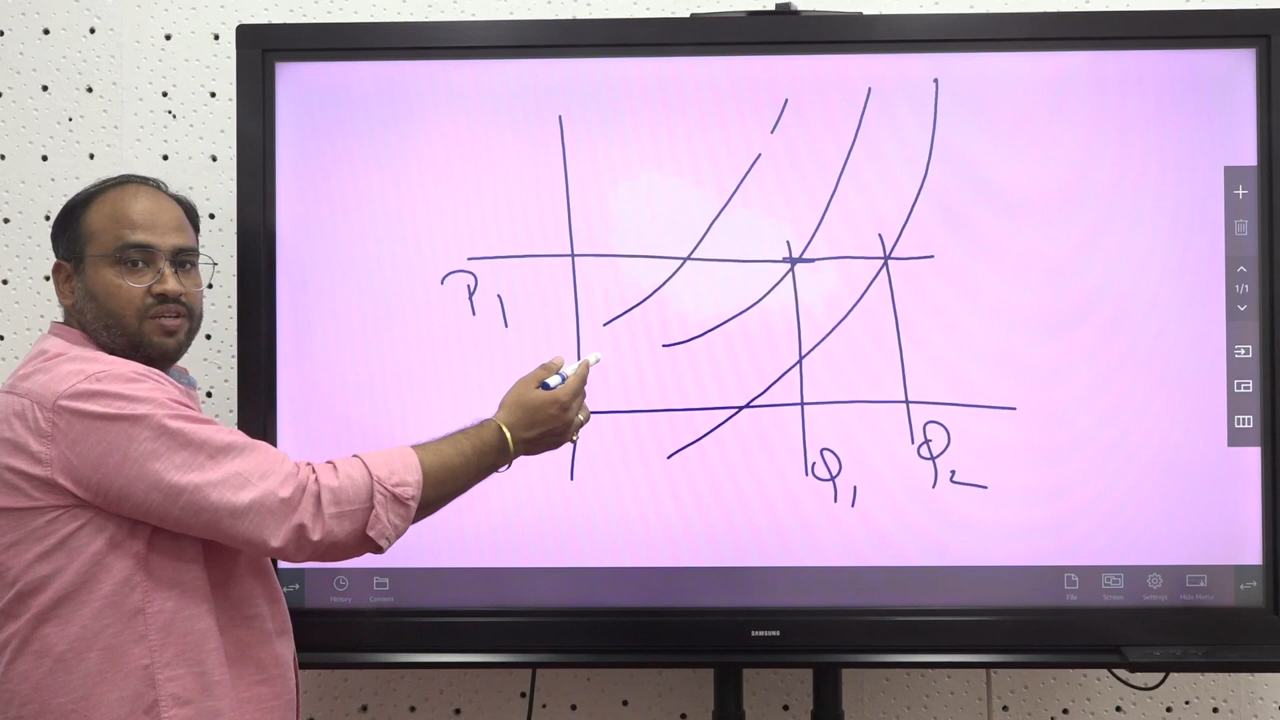 P1
Q1
Q2
1/1
History
Content
File
Screen
Settings
Hide Menu
SAMSUNG